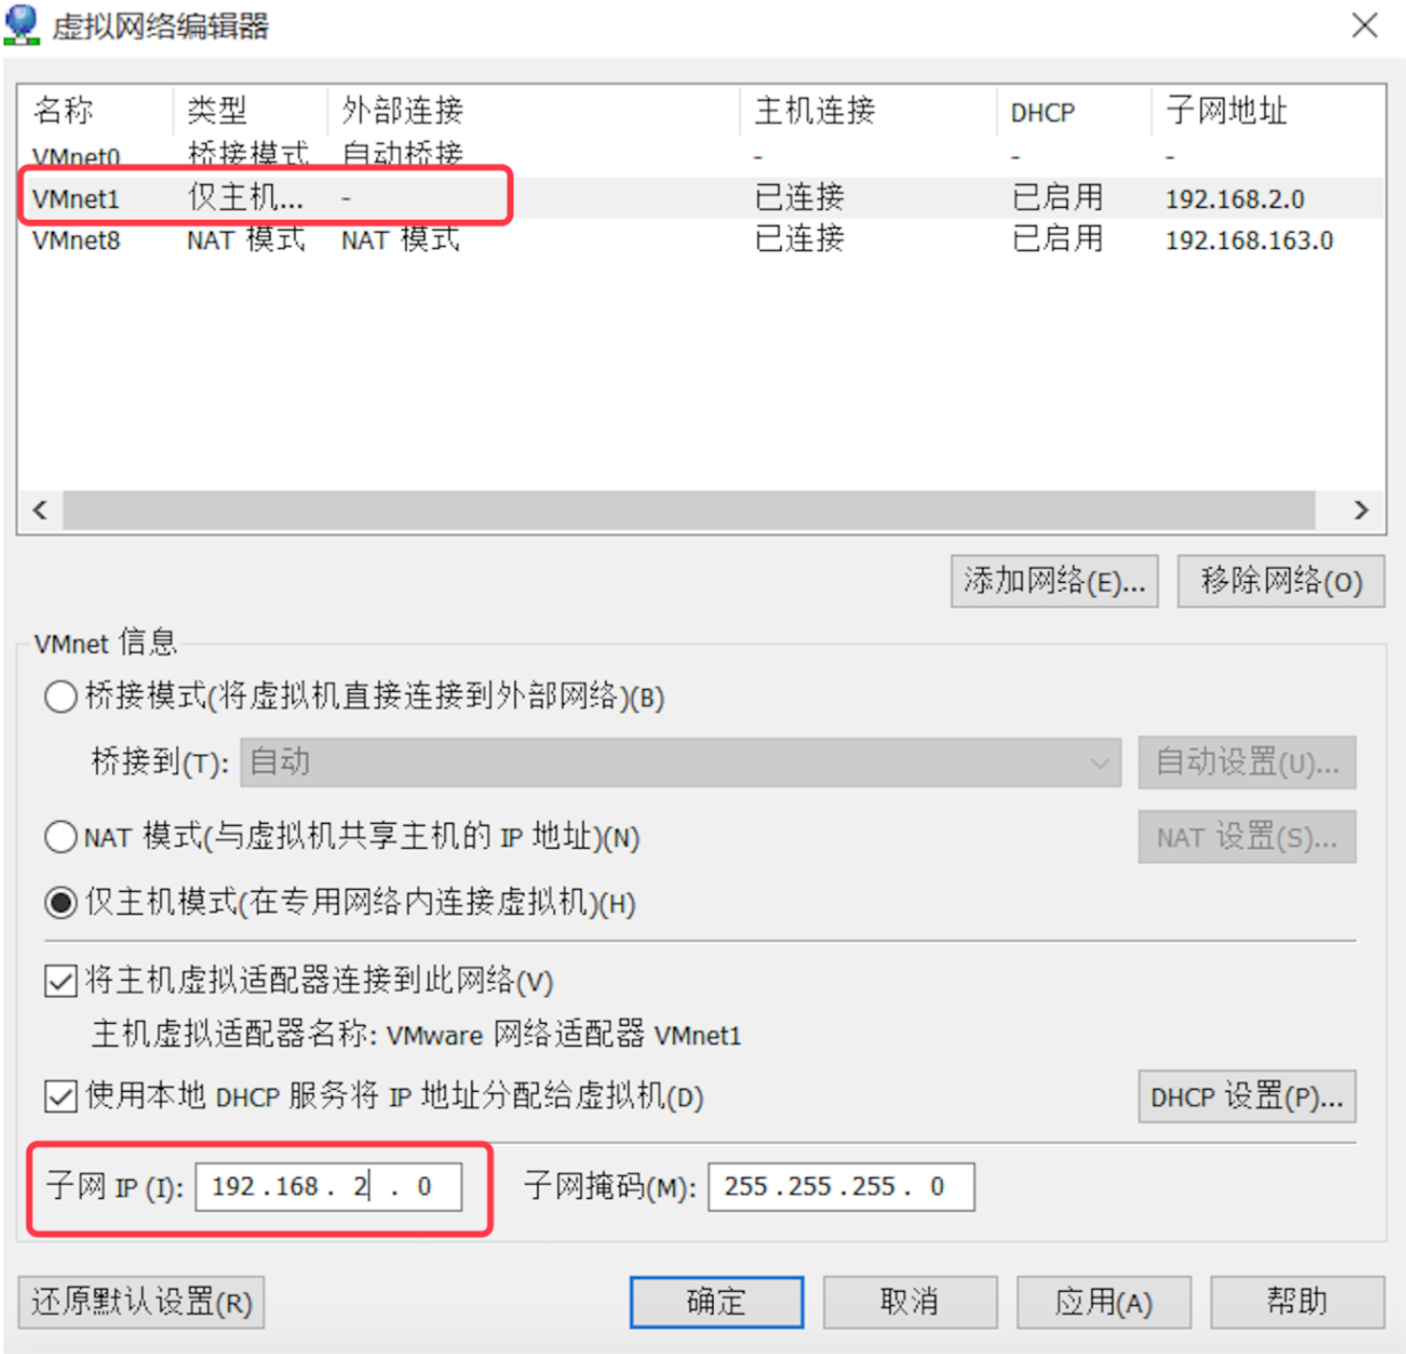 虚拟网络编辑器
名称 类型 外部连接 主机连接 DHCP 子网地址
VMnet0 桥接模式 自动桥接 - - -
VMnet1 仅主机... - 已连接 已启用 192.168.2.0
VMnet8 NAT 模式 NAT 模式 已连接 已启用 192.168.163.0
添加网络(E)... 移除网络(O)
VMnet 信息
桥接模式(将虚拟机直接连接到外部网络)(B)
桥接到(T): 自动 自动设置(U)...
NAT 模式(与虚拟机共享主机的 IP 地址)(N) NAT 设置(S)...
仅主机模式(在专用网络内连接虚拟机)(H)
将主机虚拟适配器连接到此网络(V)
主机虚拟适配器名称: VMware 网络适配器 VMnet1
使用本地 DHCP 服务将 IP 地址分配给虚拟机(D) DHCP 设置(P)...
子网 IP (I): 192.168. 2 . 0 子网掩码(M): 255.255.255. 0
还原默认设置(R) 确定 取消 应用(A) 帮助